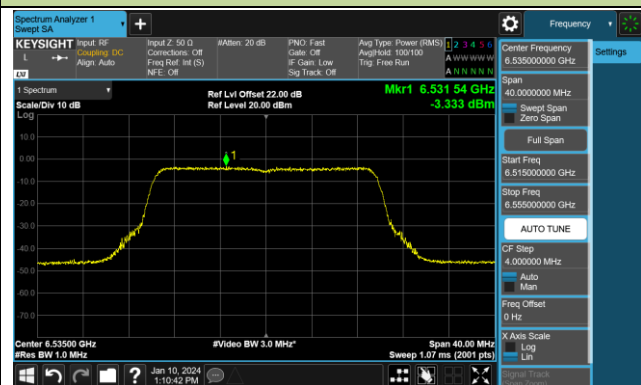 Spectrum Analyzer 1
Swept SA
Frequency
KEYSIGHT
L
Input: RF
Coupling: DC
Align: Auto
Input Z: 50 Ω
Corrections: Off
Freq Ref: Int (S)
NFE: Off
#Atten: 20 dB
PNO: Fast
Gate: Off
IF Gain: Low
Sig Track: Off
Avg Type: Power (RMS)
Avg|Hold: 100/100
Trig: Free Run
1 2 3 4 5 6
A W W W W W
A N N N N N
1 Spectrum
Scale/Div 10 dB
Log
Ref Lvl Offset 22.00 dB
Ref Level 20.00 dBm
Mkr1 6.531 54 GHz
-3.333 dBm
10.0
0.00
-10.0
-20.0
-30.0
-40.0
-50.0
-60.0
-70.0
1
Center 6.53500 GHz
#Res BW 1.0 MHz
#Video BW 3.0 MHz*
Span 40.00 MHz
Sweep 1.07 ms (2001 pts)
Center Frequency
6.535000000 GHz
Settings
Span
40.0000000 MHz
Swept Span
Zero Span
Full Span
Start Freq
6.515000000 GHz
Stop Freq
6.555000000 GHz
AUTO TUNE
CF Step
4.000000 MHz
Auto
Man
Freq Offset
0 Hz
X Axis Scale
Log
Lin
Signal Track
Jan 10, 2024
1:10:42 PM